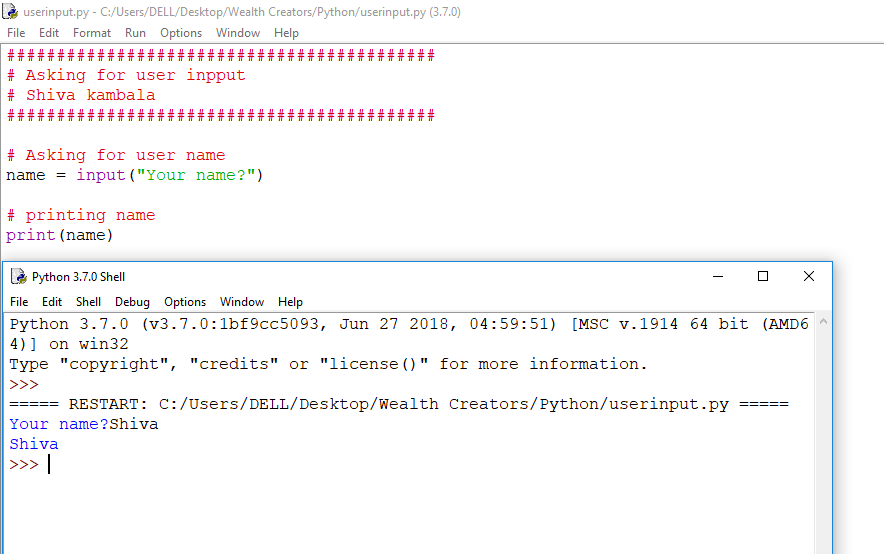 userinput.py - C:/Users/DELL/Desktop/Wealth Creators/Python/userinput.py (3.7.0)
File Edit Format Run Options Window Help
###########################################
# Asking for user inpput
# Shiva kambala
###########################################
# Asking for user name
name = input("Your name?")
# printing name
print(name)
Python 3.7.0 Shell
File Edit Shell Debug Options Window Help
Python 3.7.0 (v3.7.0:1bf9cc5093, Jun 27 2018, 04:59:51) [MSC v.1914 64 bit (AMD6
4)] on win32
Type "copyright", "credits" or "license()" for more information.
>>>
===== RESTART: C:/Users/DELL/Desktop/Wealth Creators/Python/userinput.py =====
Your name?Shiva
Shiva
>>>